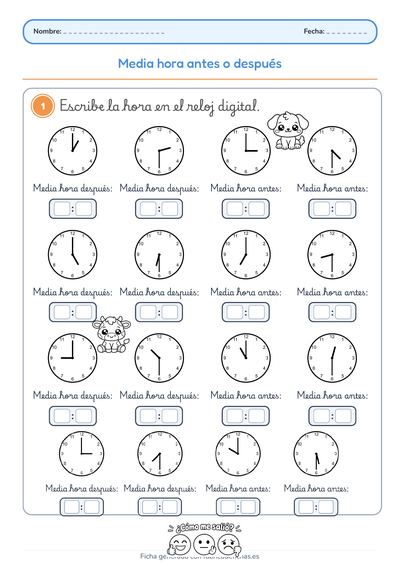 Nombre:
Fecha:
Media hora antes o después
1 Escribe la hora en el reloj digital.
Media hora después: Media hora después: Media hora antes: Media hora antes:
: : : :
Media hora después: Media hora después: Media hora antes: Media hora antes:
: : : :
Media hora después: Media hora después: Media hora antes: Media hora antes:
: : : :
Media hora después: Media hora después: Media hora antes: Media hora antes:
: : : :
¿Cómo me salió?
Ficha